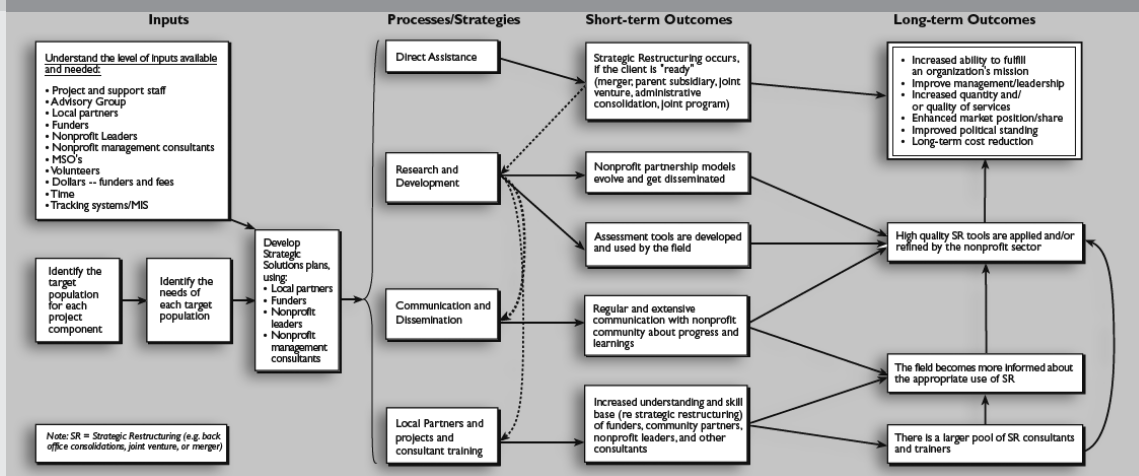 Inputs
Processes/Strategies
Short-term Outcomes
Long-term Outcomes
Understand the level of inputs available
and needed:
• Project and support staff
• Advisory Group
• Local partners
• Funders
• Nonprofit Leaders
• Nonprofit management consultants
• MSO's
• Volunteers
• Dollars -- funders and fees
• Time
• Tracking systems/MIS
Identify the
target
population
for each
project
component
Identify the
needs of
each target
population
Develop
Strategic
Solutions plans,
using:
• Local partners
• Funders
• Nonprofit
leaders
• Nonprofit
management
consultants
Note: SR = Strategic Restructuring (e.g. back
office consolidations, joint venture, or merger)
Direct Assistance
Research and
Development
Communication and
Dissemination
Local Partners and
projects and
consultant training
Strategic Restructuring occurs,
if the client is "ready"
(merger, parent subsidiary, joint
venture, administrative
consolidation, joint program)
Nonprofit partnership models
evolve and get disseminated
Assessment tools are developed
and used by the field
Regular and extensive
communication with nonprofit
community about progress and
learnings
Increased understanding and skill
base (re strategic restructuring)
of funders, community partners,
nonprofit leaders, and other
consultants
• Increased ability to fulfill
an organization's mission
• Improve management/leadership
• Increased quantity and/
or quality of services
• Enhanced market position/share
• Improved political standing
• Long-term cost reduction
High quality SR tools are applied and/or
refined by the nonprofit sector
The field becomes more informed about
the appropriate use of SR
There is a larger pool of SR consultants
and trainers